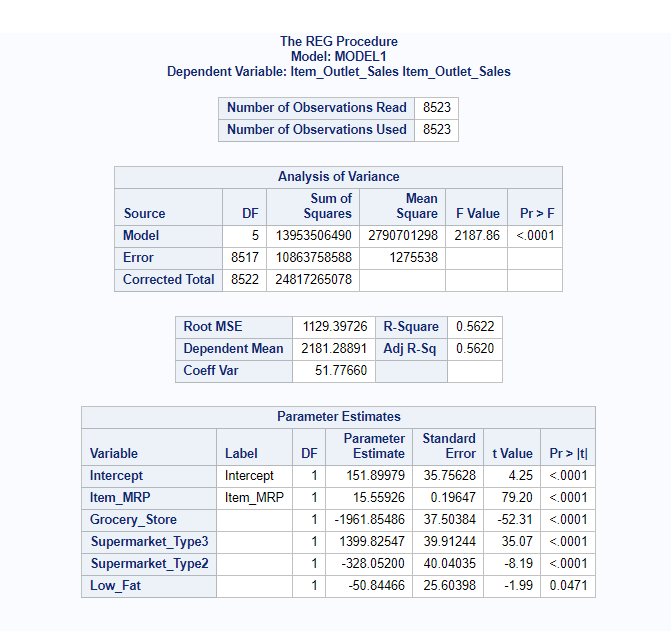 The REG Procedure
Model: MODEL1
Dependent Variable: Item_Outlet_Sales Item_Outlet_Sales
Number of Observations Read 8523
Number of Observations Used 8523
Analysis of Variance
Source DF Sum of Squares Mean Square F Value Pr > F
Model 5 13953506490 2790701298 2187.86 <.0001
Error 8517 10863758588 1275538
Corrected Total 8522 24817265078
Root MSE 1129.39726 R-Square 0.5622
Dependent Mean 2181.28891 Adj R-Sq 0.5620
Coeff Var 51.77660
Parameter Estimates
Variable Label DF Parameter Estimate Standard Error t Value Pr > |t|
Intercept Intercept 1 151.89979 35.75628 4.25 <.0001
Item_MRP Item_MRP 1 15.55926 0.19647 79.20 <.0001
Grocery_Store 1 -1961.85486 37.50384 -52.31 <.0001
Supermarket_Type3 1 1399.82547 39.91244 35.07 <.0001
Supermarket_Type2 1 -328.05200 40.04035 -8.19 <.0001
Low_Fat 1 -50.84466 25.60398 -1.99 0.0471